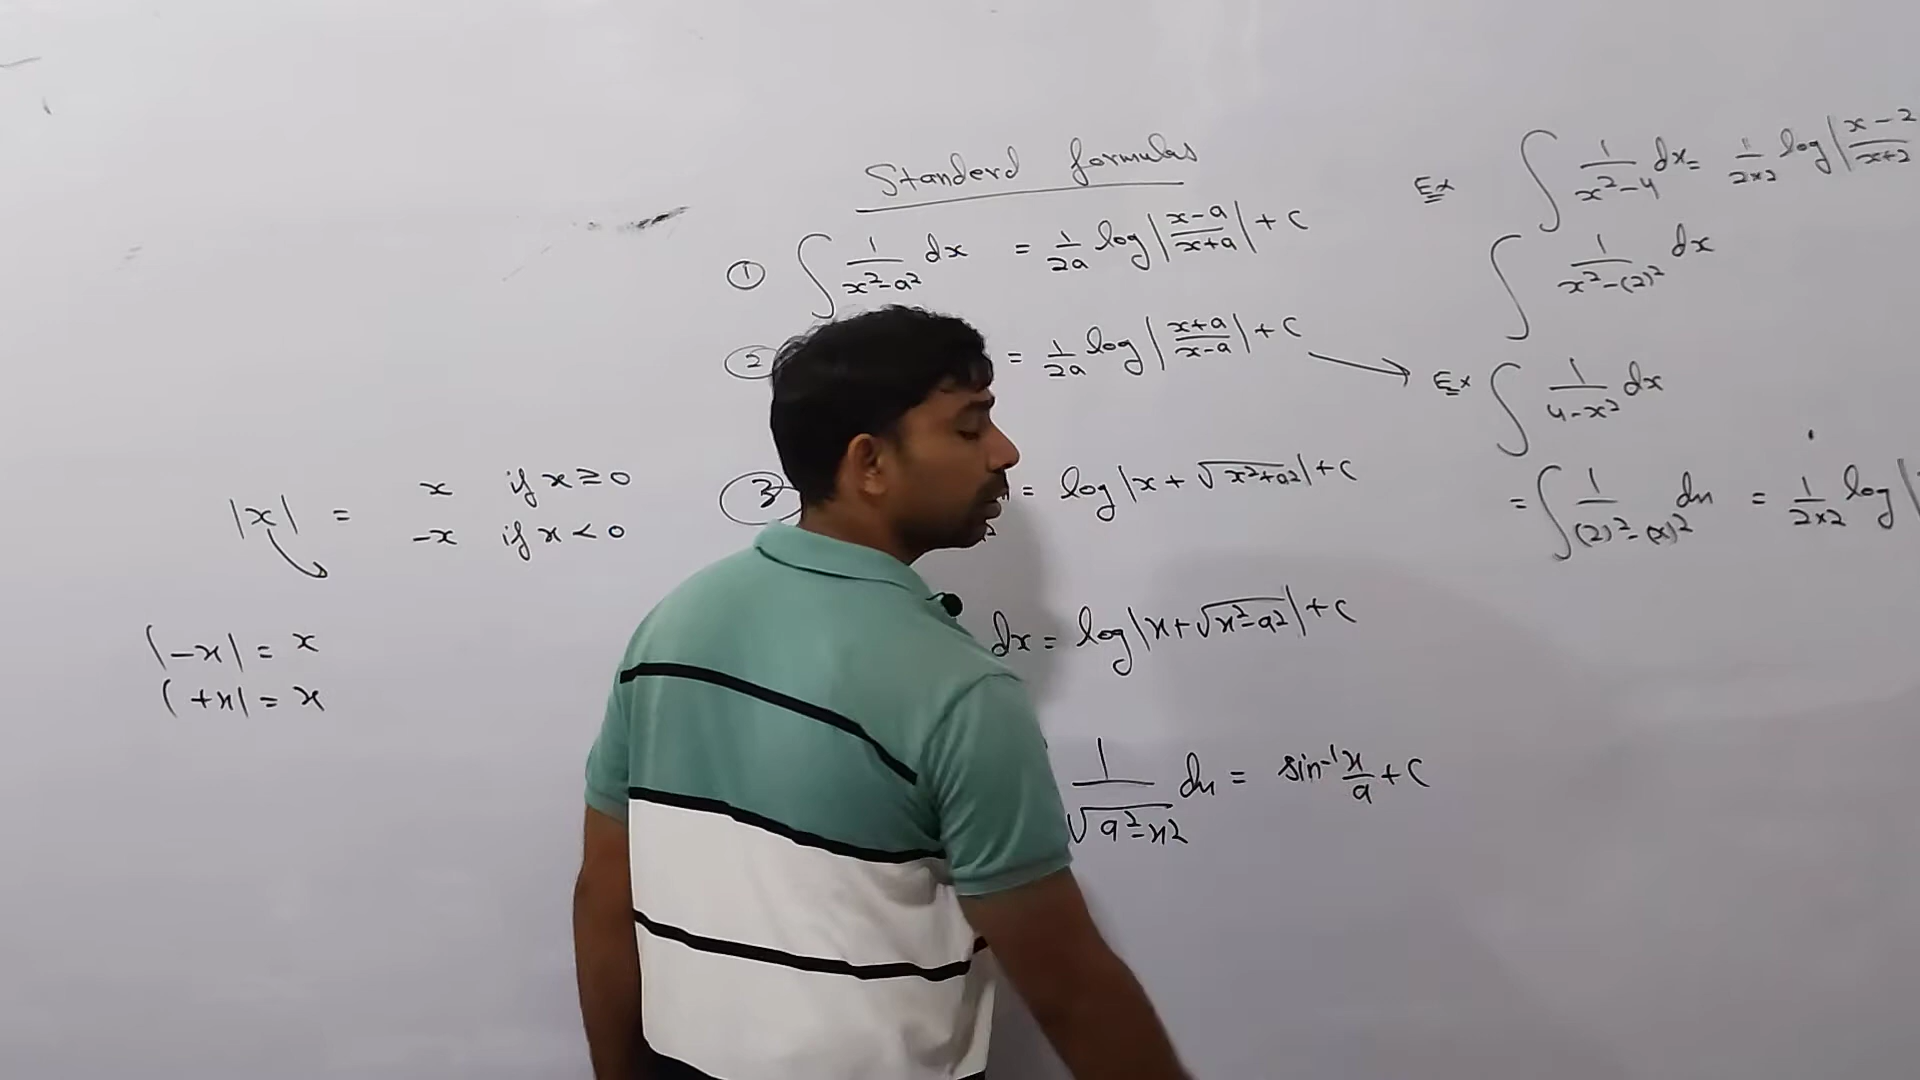 Standerd formulas
① ∫ 1/(x²-a²) dx = 1/2a log|(x-a)/(x+a)| + C
② = 1/2a log|(x+a)/(x-a)| + C
③ = log|x + √(x²+a²)| + C
dx = log|x + √(x²-a²)| + C
1/√(a²-x²) dx = sin⁻¹ x/a + C
|x| = x if x ≥ 0
-x if x < 0
|-x| = x
|+x| = x
Ex ∫ 1/(x²-4) dx = 1/(2×2) log|(x-2)/(x+2)
∫ 1/(x²-(2)²) dx
Ex ∫ 1/(4-x²) dx
= ∫ 1/((2)²-(x)²) dx = 1/(2×2) log|